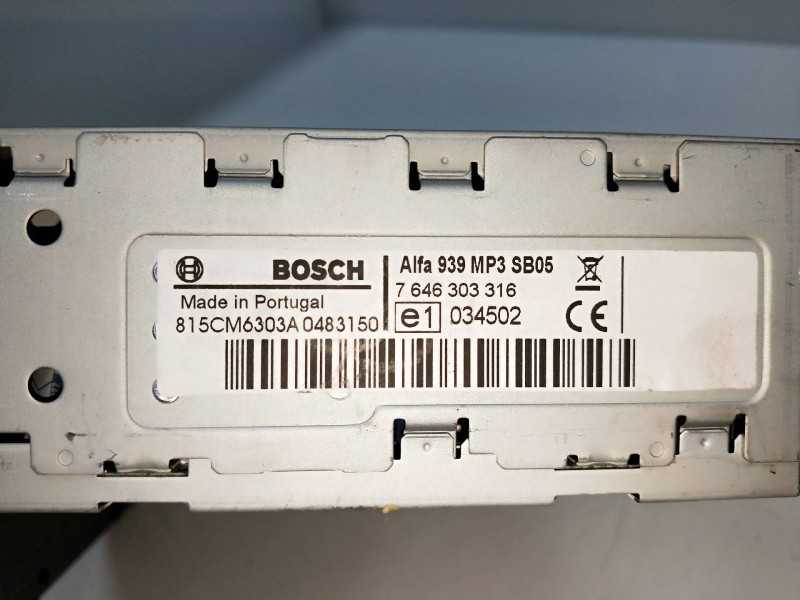 BOSCH
Made in Portugal
815CM6303A 0483150
Alfa 939 MP3 SB05
7 646 303 316
e1 034502 CE